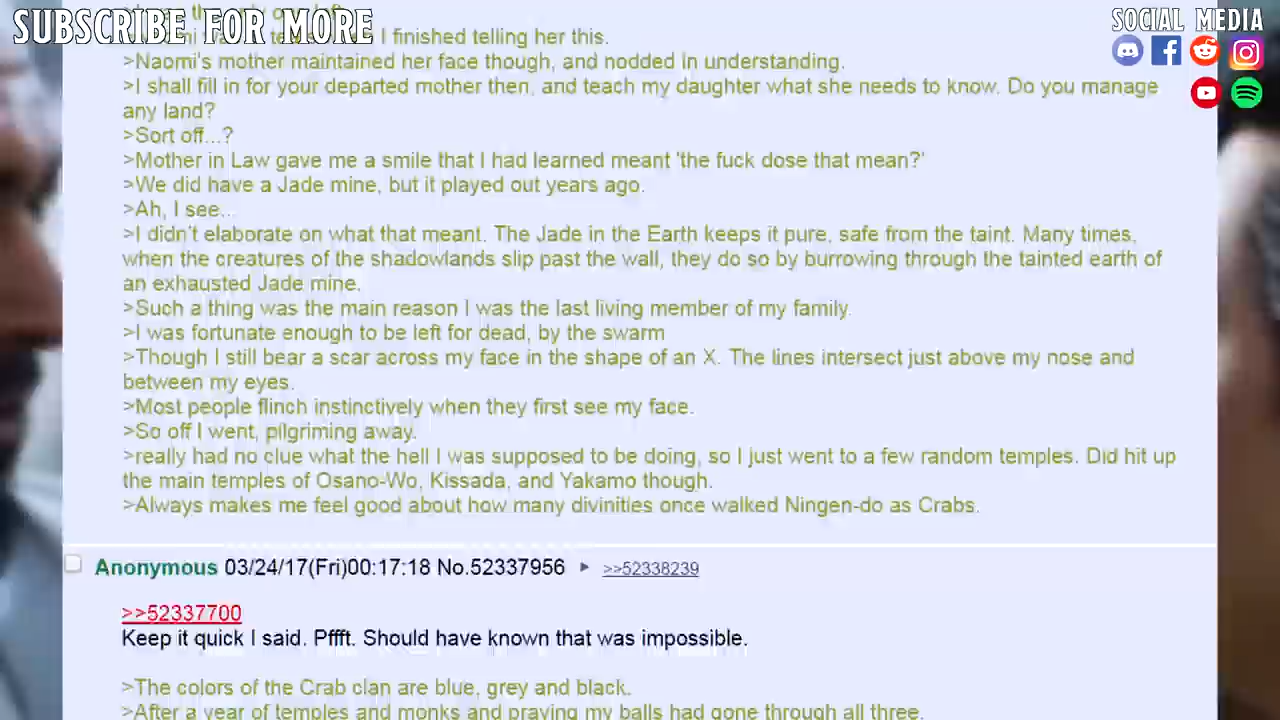 SUBSCRIBE FOR MORE
SOCIAL MEDIA
I finished telling her this.
>Naomi's mother maintained her face though, and nodded in understanding.
>I shall fill in for your departed mother then, and teach my daughter what she needs to know. Do you manage
any land?
>Sort off...?
>Mother in Law gave me a smile that I had learned meant 'the fuck dose that mean?'
>We did have a Jade mine, but it played out years ago.
>Ah, I see...
>I didn't elaborate on what that meant. The Jade in the Earth keeps it pure, safe from the taint. Many times,
when the creatures of the shadowlands slip past the wall, they do so by burrowing through the tainted earth of
an exhausted Jade mine.
>Such a thing was the main reason I was the last living member of my family.
>I was fortunate enough to be left for dead, by the swarm
>Though I still bear a scar across my face in the shape of an X. The lines intersect just above my nose and
between my eyes.
>Most people flinch instinctively when they first see my face.
>So off I went, pilgriming away.
>really had no clue what the hell I was supposed to be doing, so I just went to a few random temples. Did hit up
the main temples of Osano-Wo, Kissada, and Yakamo though.
>Always makes me feel good about how many divinities once walked Ningen-do as Crabs.
Anonymous 03/24/17(Fri)00:17:18 No.52337956 ▶ >>52338239
>>52337700
Keep it quick I said. Pffft. Should have known that was impossible.
>The colors of the Crab clan are blue, grey and black.
>After a year of temples and monks and praying my balls had gone through all three.